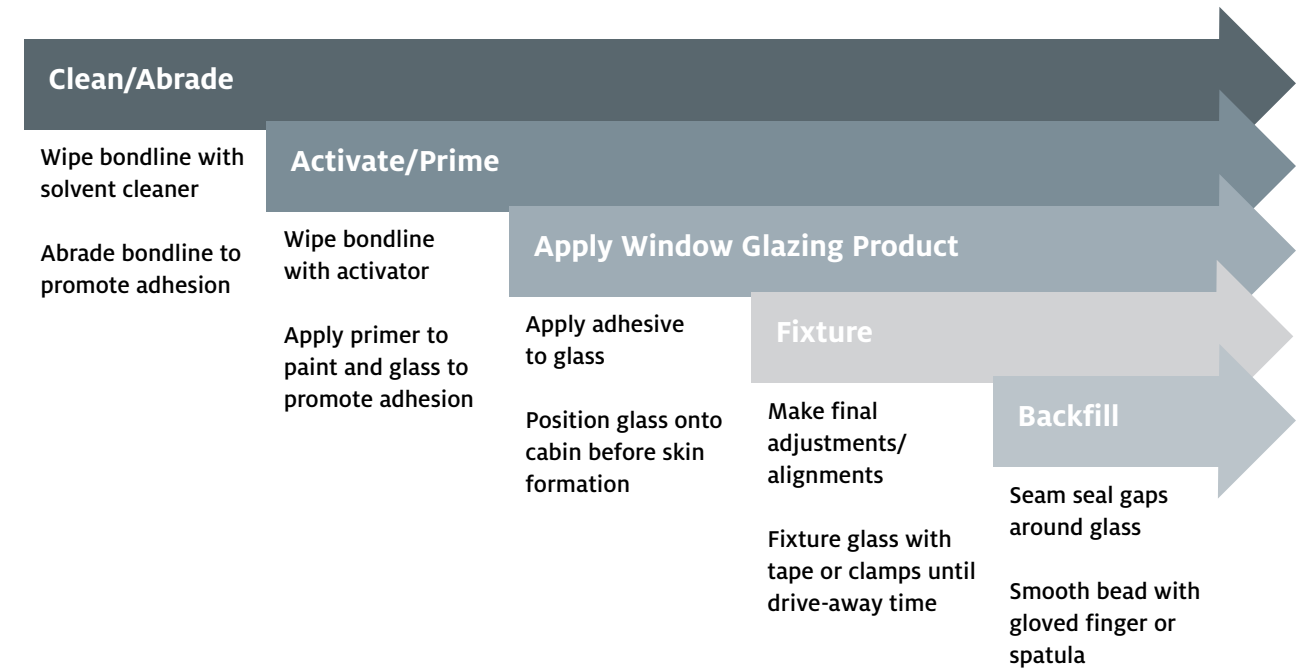 Clean/Abrade
Wipe bondline with
solvent cleaner
Abrade bondline to
promote adhesion
Activate/Prime
Wipe bondline
with activator
Apply primer to
paint and glass to
promote adhesion
Apply Window Glazing Product
Apply adhesive
to glass
Position glass onto
cabin before skin
formation
Fixture
Make final
adjustments/
alignments
Fixture glass with
tape or clamps until
drive-away time
Backfill
Seam seal gaps
around glass
Smooth bead with
gloved finger or
spatula